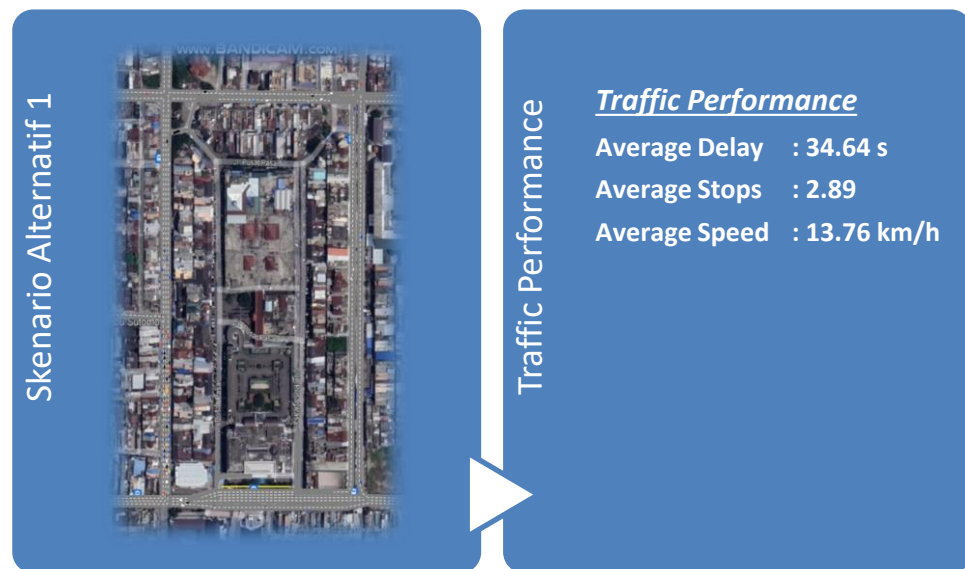 Skenario Alternatif 1
www.BANDICAM.com
Traffic Performance
Traffic Performance
Average Delay : 34.64 s
Average Stops : 2.89
Average Speed : 13.76 km/h